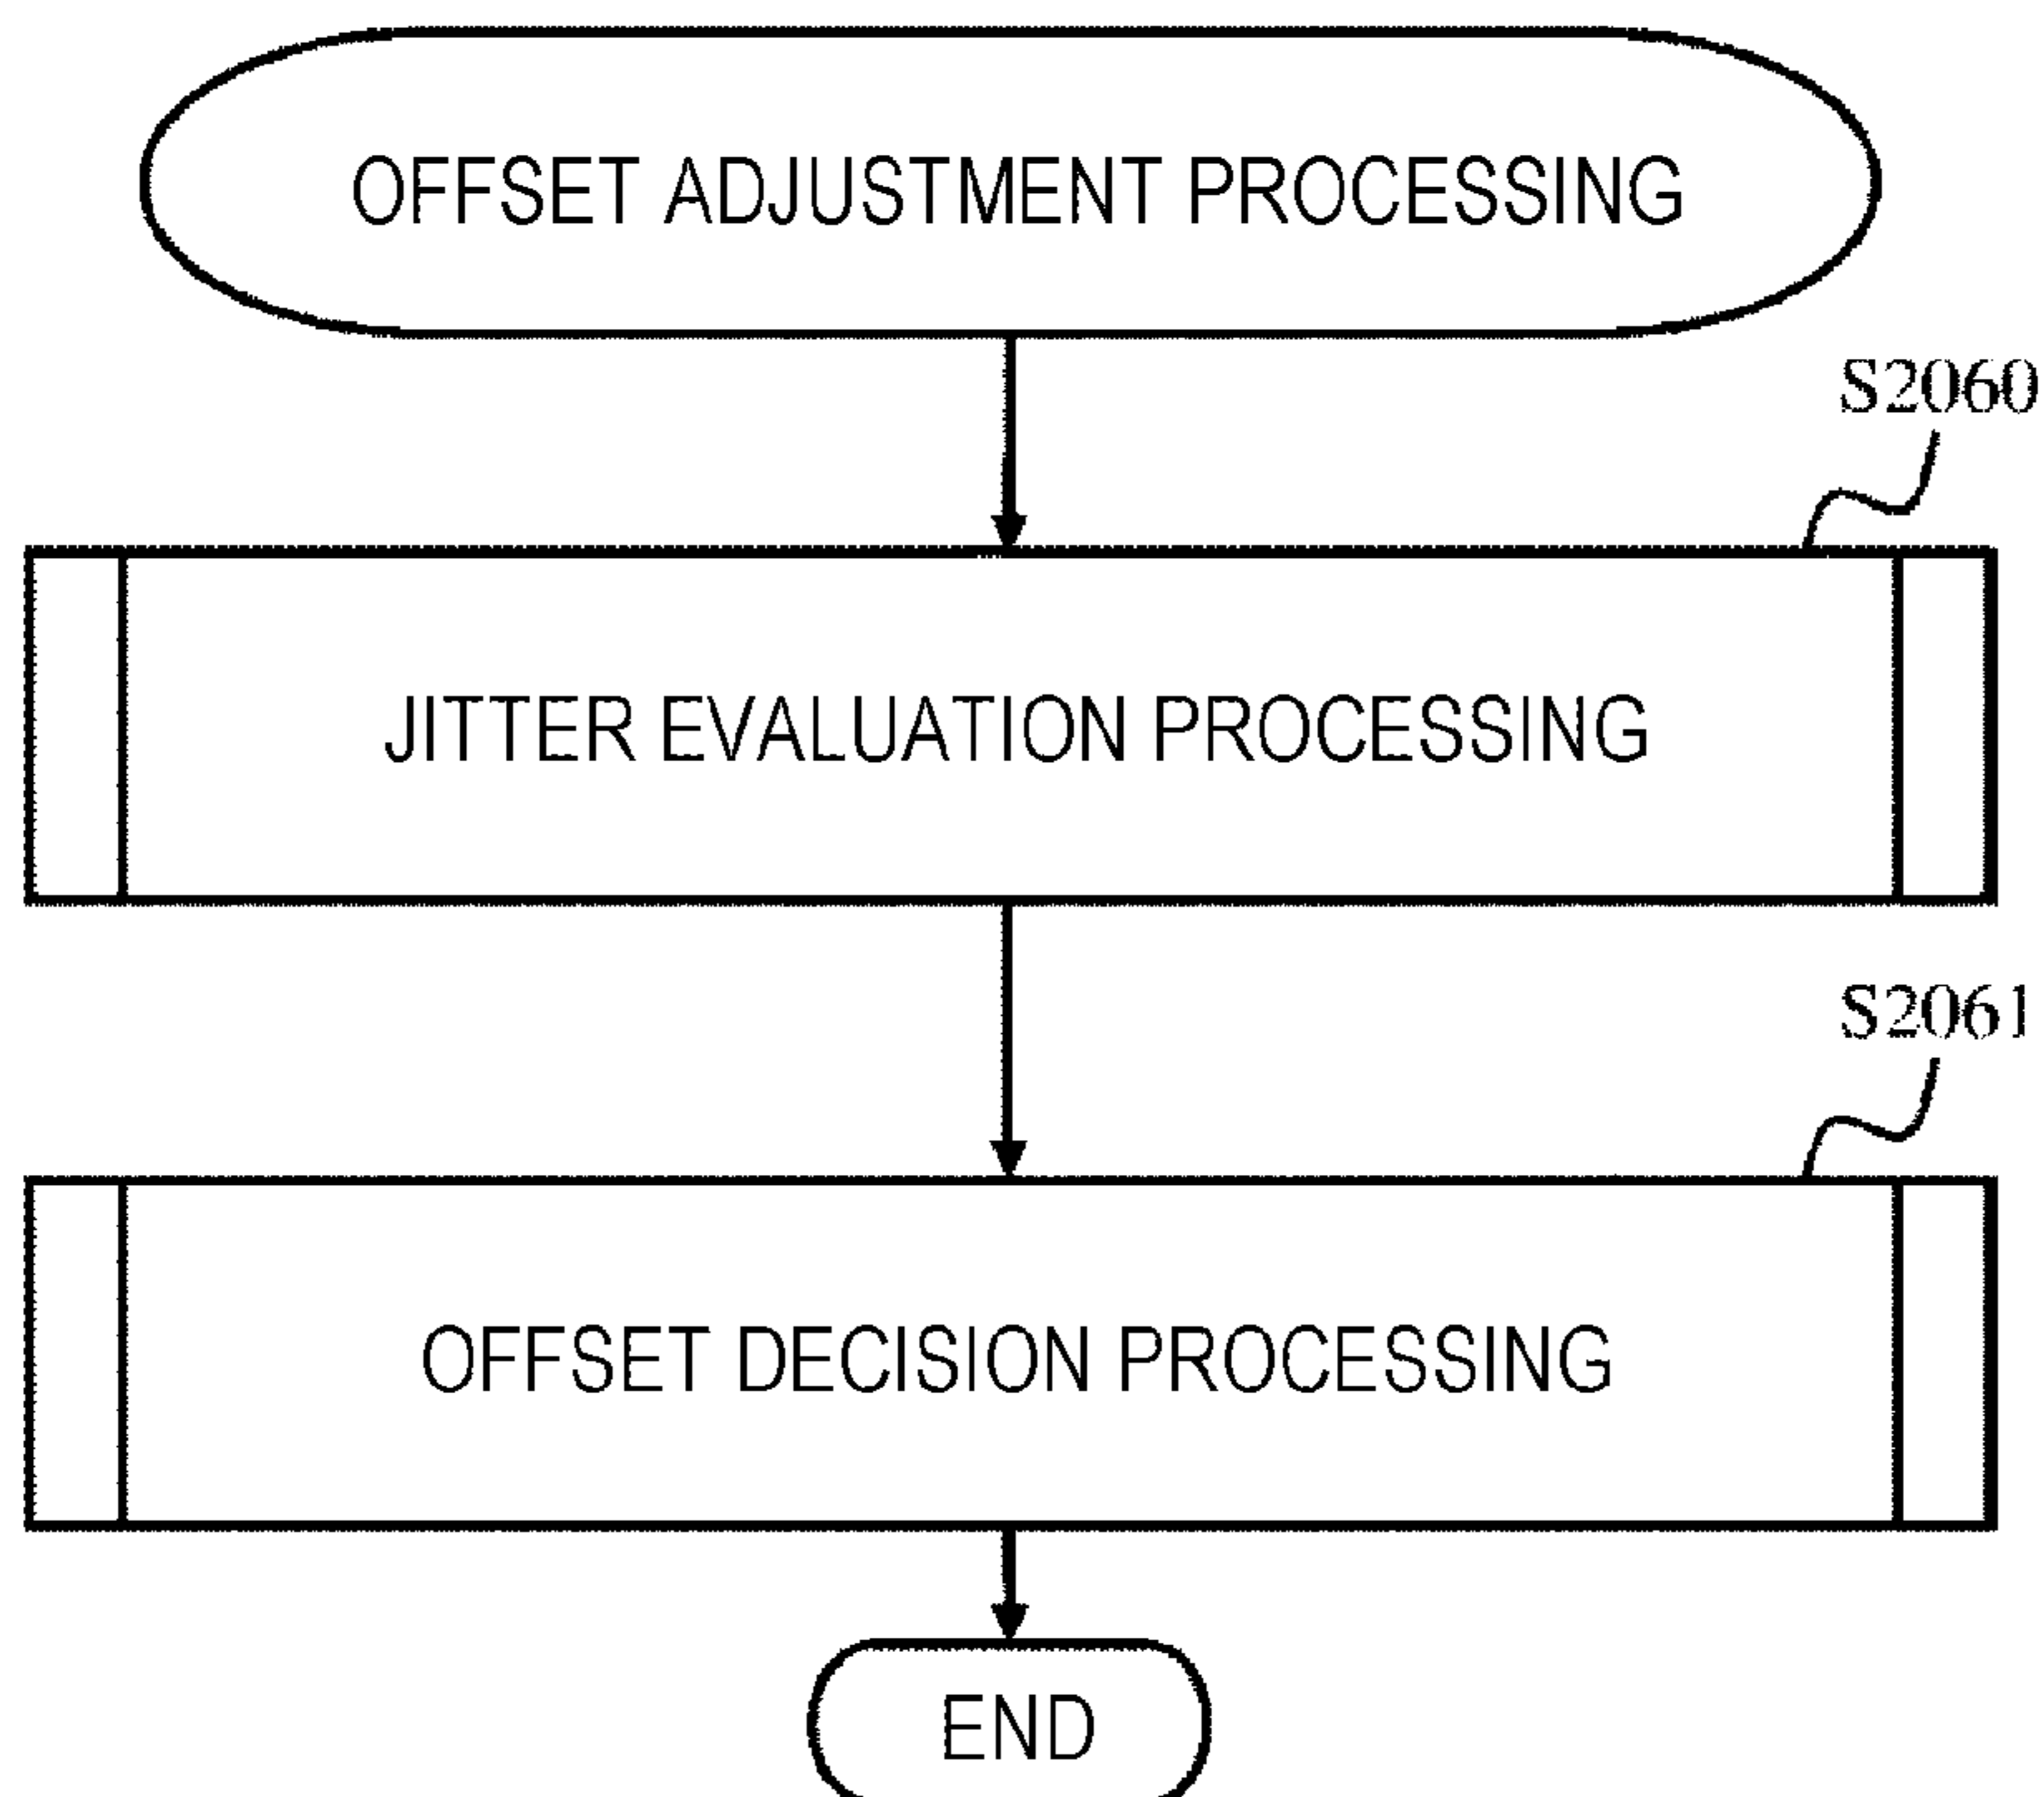 OFFSET ADJUSTMENT PROCESSING
S2060
JITTER EVALUATION PROCESSING
S2061
OFFSET DECISION PROCESSING
END